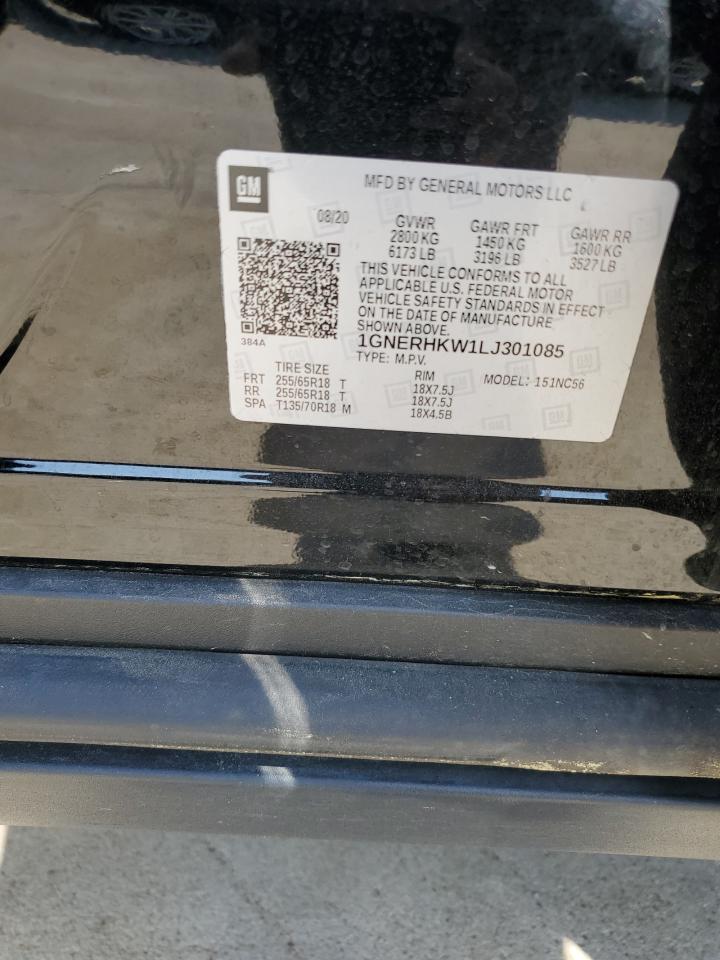 GM
MFD BY GENERAL MOTORS LLC
08/20 GVWR GAWR FRT GAWR RR
2800 KG 1450 KG 1600 KG
6173 LB 3196 LB 3527 LB
THIS VEHICLE CONFORMS TO ALL
APPLICABLE U.S. FEDERAL MOTOR
VEHICLE SAFETY STANDARDS IN EFFECT
ON THE DATE OF MANUFACTURE
SHOWN ABOVE.
384A
1GNERHKW1LJ301085
TYPE: M.P.V.
TIRE SIZE RIM MODEL: 151NC56
FRT 255/65R18 T 18X7.5J
RR 255/65R18 T 18X7.5J
SPA T135/70R18 M 18X4.5B